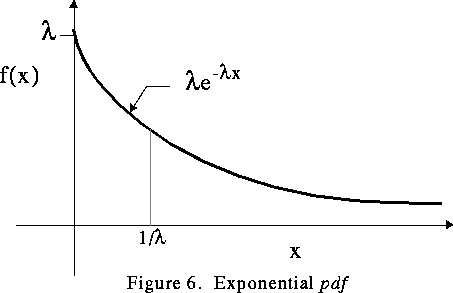 λ
f(x)
λe^-λx
1/λ
x
Figure 6. Exponential pdf